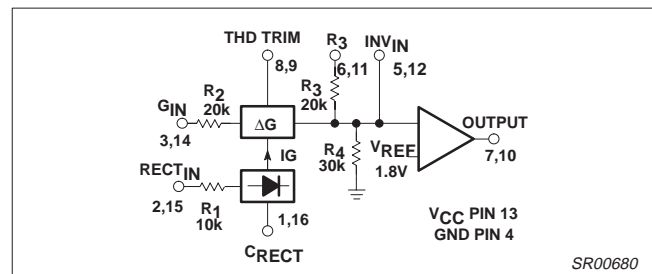 THD TRIM
8,9
R3
6,11
INVIN
5,12
R2
20k
R3
20k
GIN
3,14
ΔG
OUTPUT
7,10
IG
R4
30k
VREF
1.8V
RECTIN
2,15
R1
10k
1,16
CRECT
VCC PIN 13
GND PIN 4
SR00680